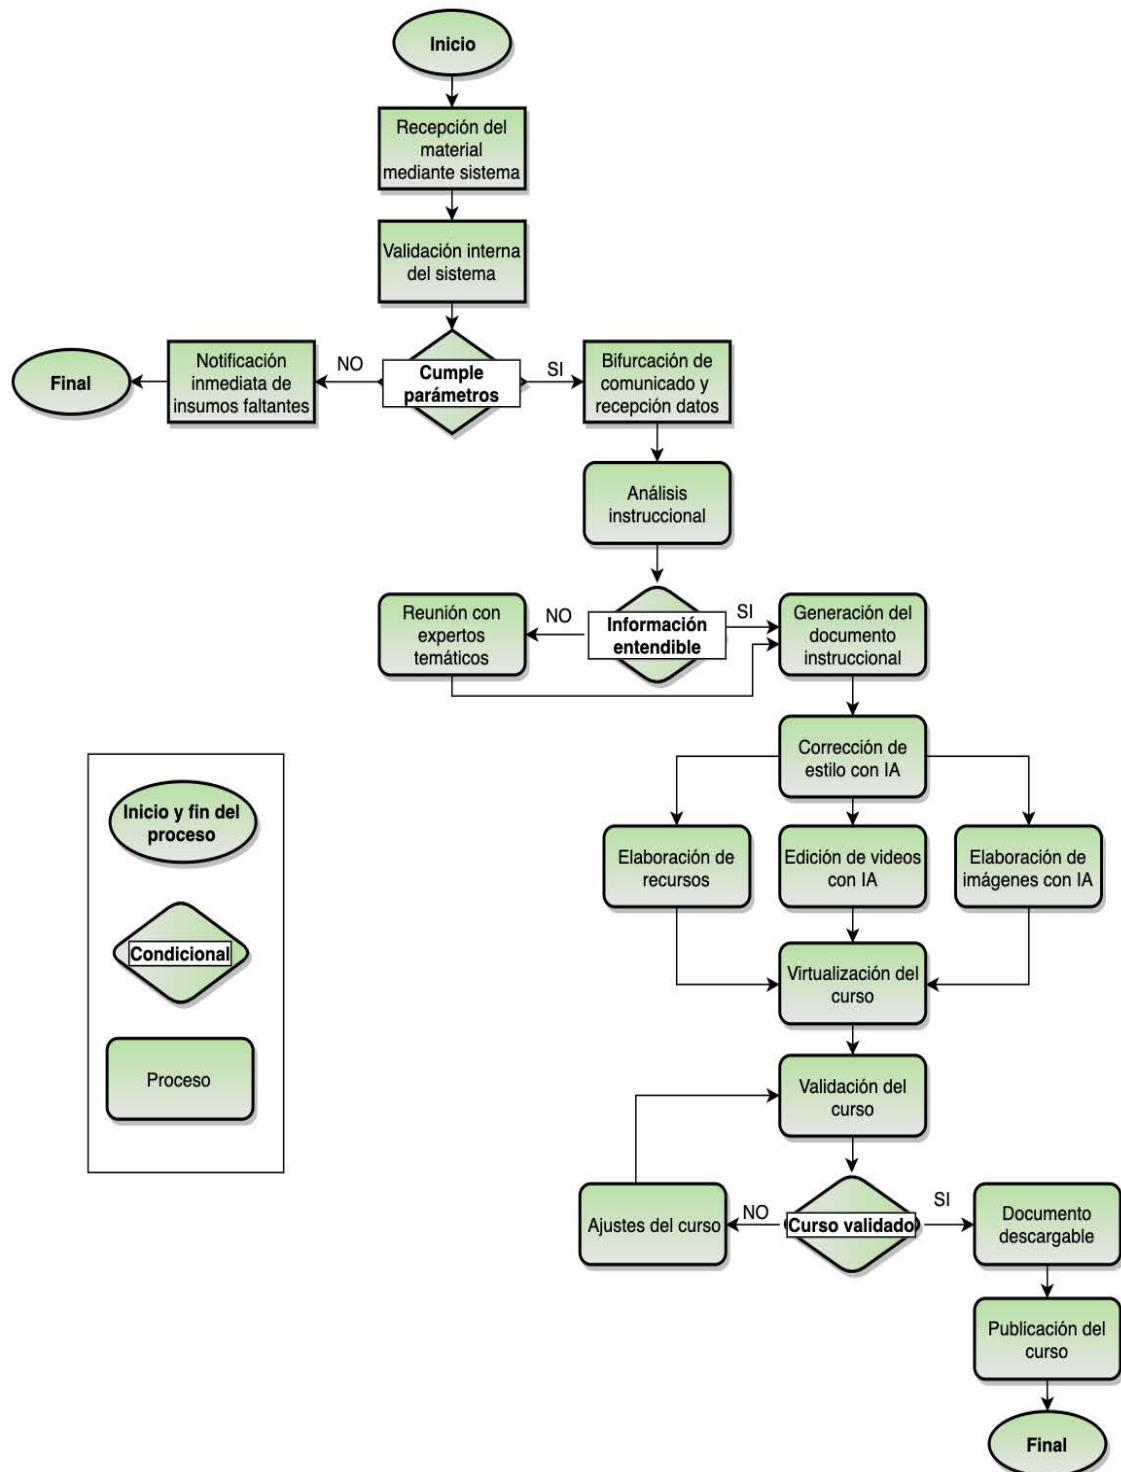 Inicio
Recepción del
material
mediante sistema
Validación interna
del sistema
Final
Notificación
inmediata de
insumos faltantes
NO
Cumple
parámetros
SI
Bifurcación de
comunicado y
recepción datos
Análisis
instruccional
Reunión con
expertos
temáticos
NO
Información
entendible
SI
Generación del
documento
instruccional
Corrección de
estilo con IA
Inicio y fin del
proceso
Condicional
Proceso
Elaboración de
recursos
Edición de videos
con IA
Elaboración de
imágenes con IA
Virtualización del
curso
Validación del
curso
Ajustes del curso
NO
Curso validado
SI
Documento
descargable
Publicación del
curso
Final